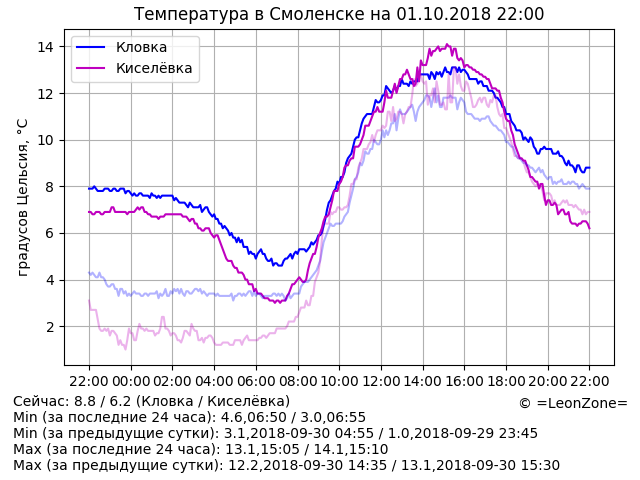 Температура в Смоленске на 01.10.2018 22:00
Кловка
Киселёвка
градусов Цельсия, °C
14
12
10
8
6
4
2
22:00 00:00 02:00 04:00 06:00 08:00 10:00 12:00 14:00 16:00 18:00 20:00 22:00
Сейчас: 8.8 / 6.2 (Кловка / Киселёвка)
© =LeonZone=
Min (за последние 24 часа): 4.6,06:50 / 3.0,06:55
Min (за предыдущие сутки): 3.1,2018-09-30 04:55 / 1.0,2018-09-29 23:45
Max (за последние 24 часа): 13.1,15:05 / 14.1,15:10
Max (за предыдущие сутки): 12.2,2018-09-30 14:35 / 13.1,2018-09-30 15:30